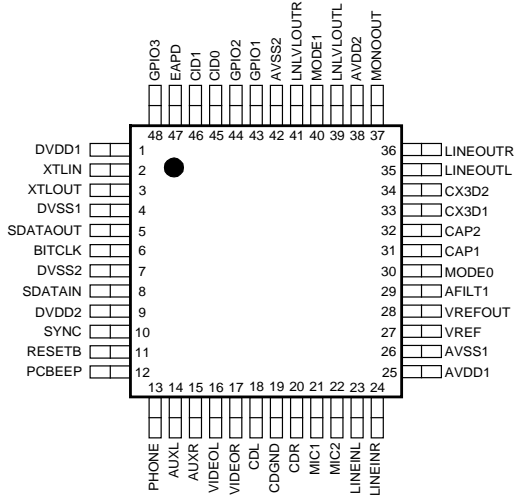 GPIO3
EAPD
CID1
CID0
GPIO2
GPIO1
AVSS2
LNLVLOUTR
MODE1
LNLVLOUTL
AVDD2
MONOOUT
48 47 46 45 44 43 42 41 40 39 38 37
DVDD1 1
XTLIN 2
XTLOUT 3
DVSS1 4
SDATAOUT 5
BITCLK 6
DVSS2 7
SDATAIN 8
DVDD2 9
SYNC 10
RESETB 11
PCBEEP 12
36 LINEOUTR
35 LINEOUTL
34 CX3D2
33 CX3D1
32 CAP2
31 CAP1
30 MODE0
29 AFILT1
28 VREFOUT
27 VREF
26 AVSS1
25 AVDD1
13 14 15 16 17 18 19 20 21 22 23 24
PHONE
AUXL
AUXR
VIDEOL
VIDEOR
CDL
CDGND
CDR
MIC1
MIC2
LINEINL
LINEINR